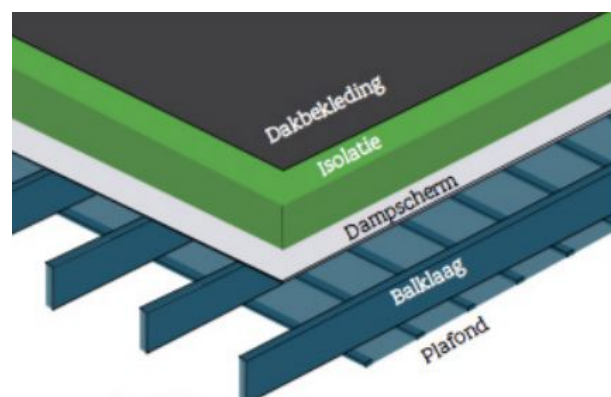 Dakbekleding
Isolatie
Dampscherm
Balklaag
Plafond